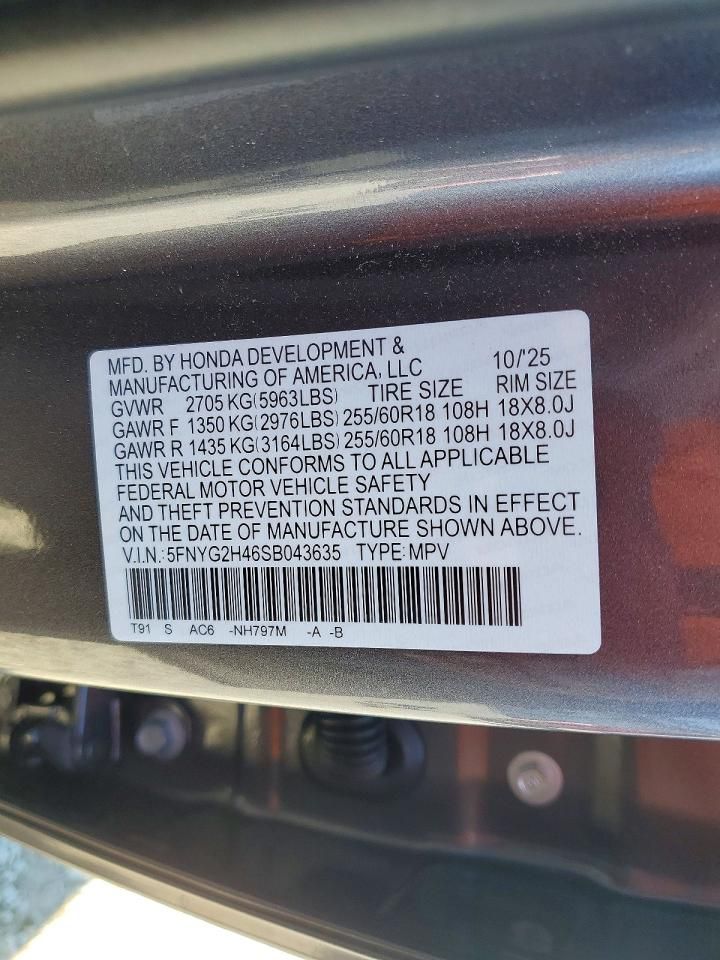 MFD. BY HONDA DEVELOPMENT &
MANUFACTURING OF AMERICA, LLC 10/'25
GVWR 2705 KG(5963LBS) TIRE SIZE RIM SIZE
GAWR F 1350 KG(2976LBS) 255/60R18 108H 18X8.0J
GAWR R 1435 KG(3164LBS) 255/60R18 108H 18X8.0J
THIS VEHICLE CONFORMS TO ALL APPLICABLE
FEDERAL MOTOR VEHICLE SAFETY
AND THEFT PREVENTION STANDARDS IN EFFECT
ON THE DATE OF MANUFACTURE SHOWN ABOVE.
V.I.N.:5FNYG2H46SB043635 TYPE:MPV
T91 S AC6 -NH797M -A -B